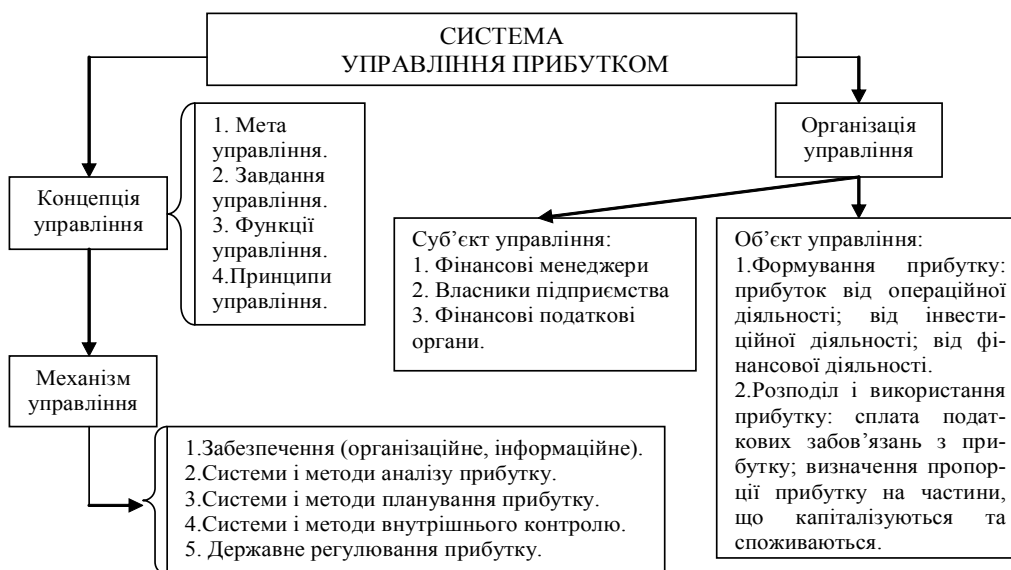 СИСТЕМА
УПРАВЛІННЯ ПРИБУТКОМ
Концепція
управління
1. Мета
управління.
2. Завдання
управління.
3. Функції
управління.
4.Принципи
управління.
Механізм
управління
1.Забезпечення (організаційне, інформаційне).
2.Системи і методи аналізу прибутку.
3.Системи і методи планування прибутку.
4.Системи і методи внутрішнього контролю.
5. Державне регулювання прибутку.
Організація
управління
Суб’єкт управління:
1. Фінансові менеджери
2. Власники підприємства
3. Фінансові податкові
органи.
Об’єкт управління:
1.Формування прибутку:
прибуток від операційної
діяльності; від інвести-
ційної діяльності; від фі-
нансової діяльності.
2.Розподіл і використання
прибутку: сплата подат-
кових забов’язань з при-
бутку; визначення пропор-
ції прибутку на частини,
що капіталізуються та
споживаються.